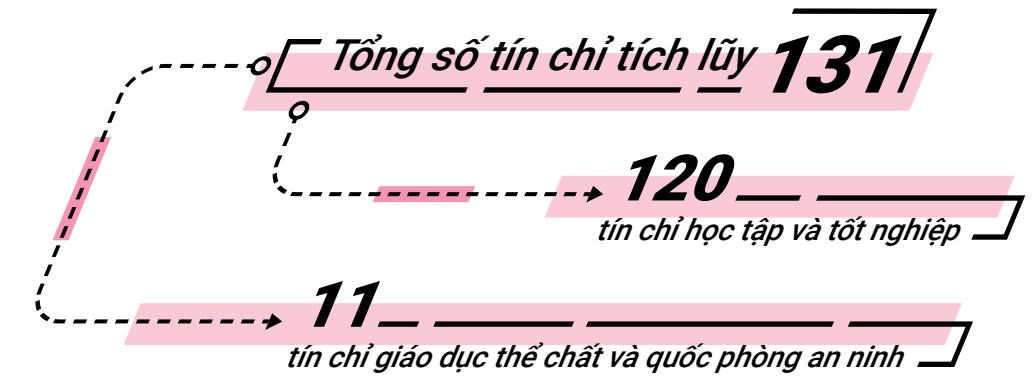 Tổng số tín chỉ tích lũy 131
120
tín chỉ học tập và tốt nghiệp
11
tín chỉ giáo dục thể chất và quốc phòng an ninh